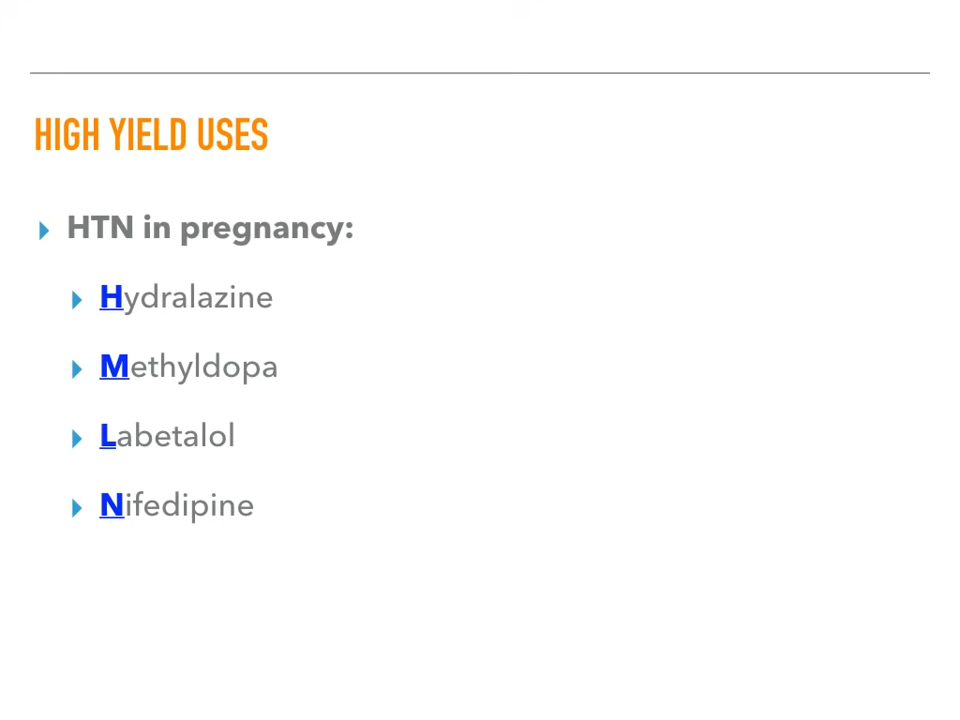 HIGH YIELD USES
HTN in pregnancy:
Hydralazine
Methyldopa
Labetalol
Nifedipine